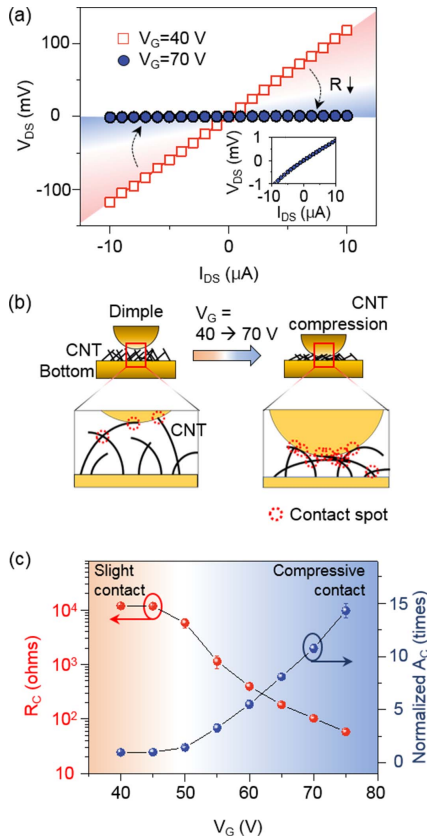 (a)
V_G=40 V
V_G=70 V
R ↓
V_DS (mV)
100
0
-100
V_DS (mV)
1
0
-1
-10
0
10
I_DS (μA)
-10
0
10
I_DS (μA)
(b)
Dimple
CNT
Bottom
V_G =
40 → 70 V
CNT
compression
CNT
Contact spot
(c)
Slight
contact
Compressive
contact
R_C (ohms)
10^4
10^3
10^2
10
Normalized A_C (times)
15
10
5
1
0
40
50
60
70
80
V_G (V)